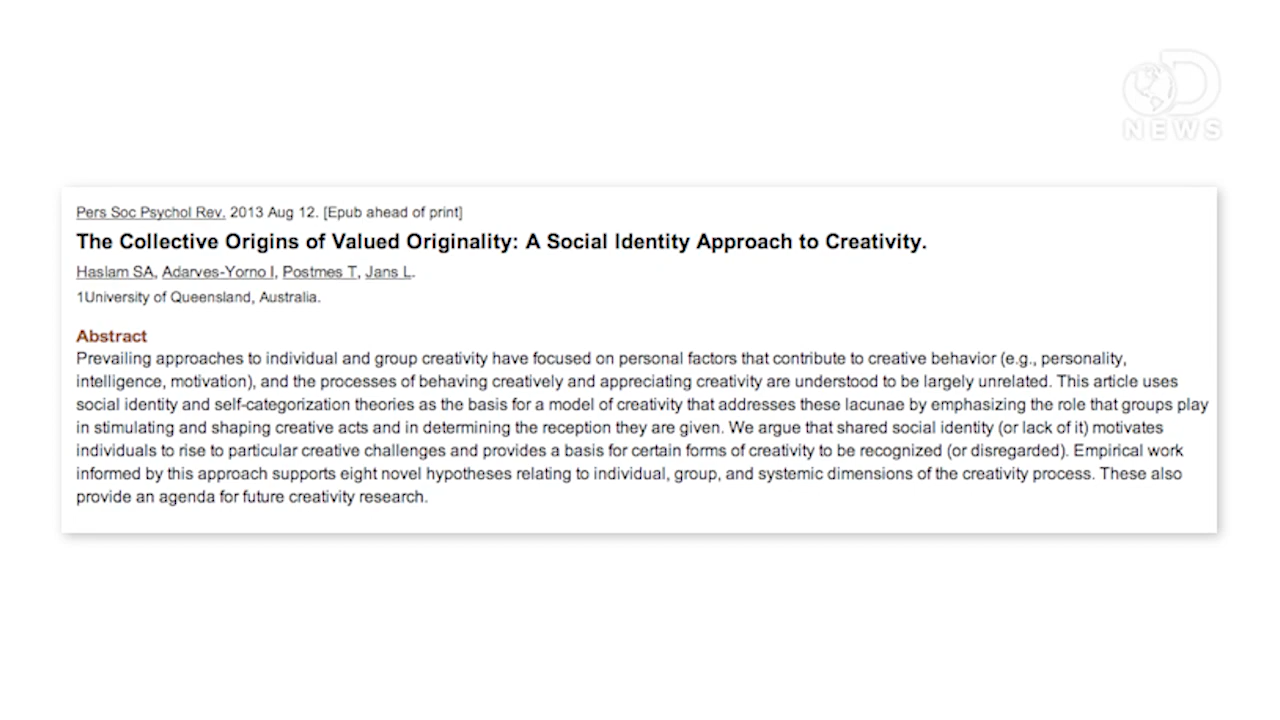 D
NEWS
Pers Soc Psychol Rev. 2013 Aug 12. [Epub ahead of print]
The Collective Origins of Valued Originality: A Social Identity Approach to Creativity.
Haslam SA, Adarves-Yorno I, Postmes T, Jans L.
1University of Queensland, Australia.
Abstract
Prevailing approaches to individual and group creativity have focused on personal factors that contribute to creative behavior (e.g., personality,
intelligence, motivation), and the processes of behaving creatively and appreciating creativity are understood to be largely unrelated. This article uses
social identity and self-categorization theories as the basis for a model of creativity that addresses these lacunae by emphasizing the role that groups play
in stimulating and shaping creative acts and in determining the reception they are given. We argue that shared social identity (or lack of it) motivates
individuals to rise to particular creative challenges and provides a basis for certain forms of creativity to be recognized (or disregarded). Empirical work
informed by this approach supports eight novel hypotheses relating to individual, group, and systemic dimensions of the creativity process. These also
provide an agenda for future creativity research.